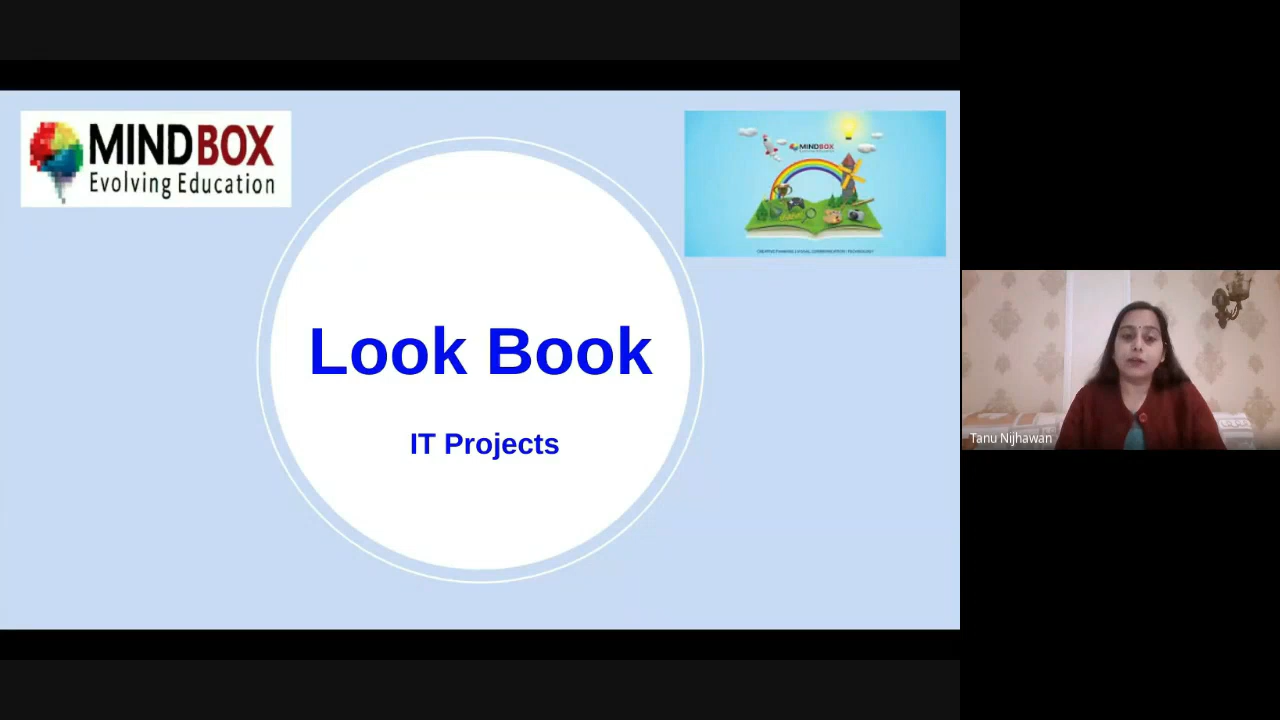 MINDBOX
Evolving Education
MINDBOX
Look Book
IT Projects
Tanu Nijhawan